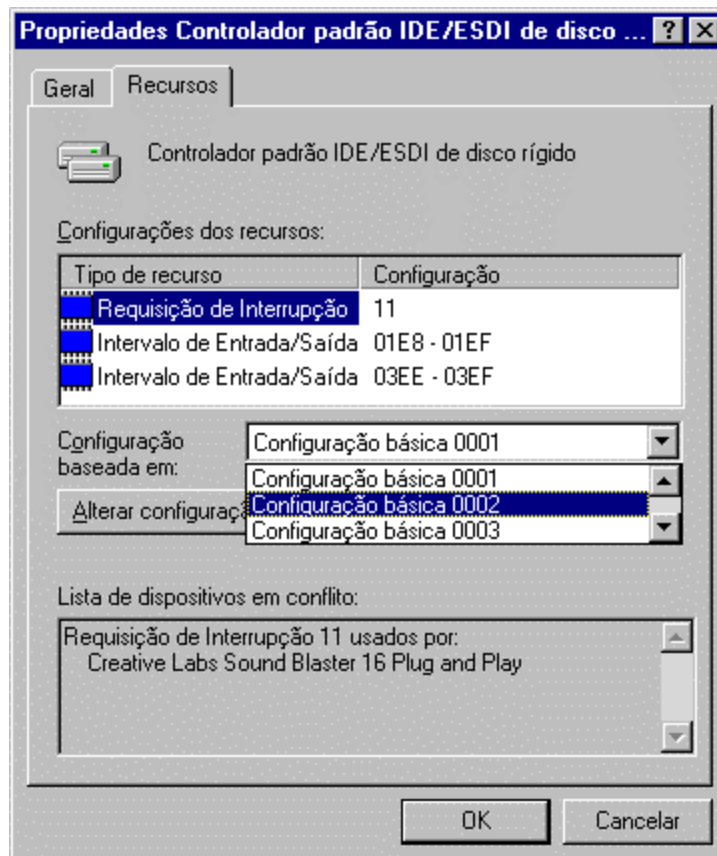 Propriedades Controlador padrão IDE/ESDI de disco ...
Geral
Recursos
Controlador padrão IDE/ESDI de disco rígido
Configurações dos recursos:
Tipo de recurso Configuração
Requisição de Interrupção 11
Intervalo de Entrada/Saída 01E8 - 01EF
Intervalo de Entrada/Saída 03EE - 03EF
Configuração baseada em:
Configuração básica 0001
Configuração básica 0001
Configuração básica 0002
Configuração básica 0003
Alterar configuraçã
Lista de dispositivos em conflito:
Requisição de Interrupção 11 usados por:
Creative Labs Sound Blaster 16 Plug and Play
OK
Cancelar